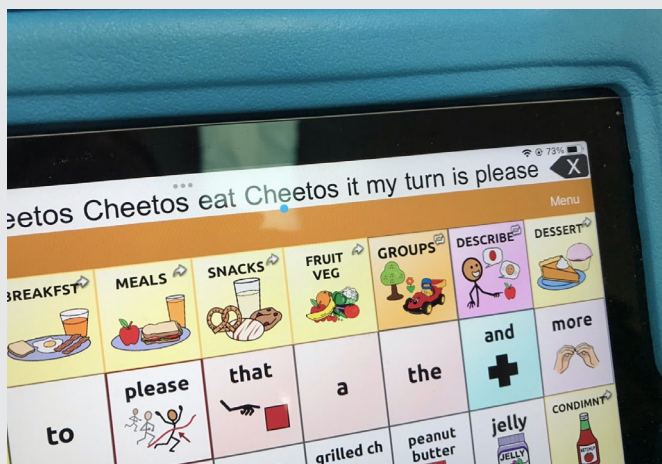 73%
eetos Cheetos eat Cheetos it my turn is please
X
Menu
BREAKFST
MEALS
SNACKS
FRUIT
VEG
GROUPS
DESCRIBE
DESSERT
to
please
that
a
the
and
more
grilled ch
peanut
butter
jelly
JELLY
CONDIMNT
KETCHUP